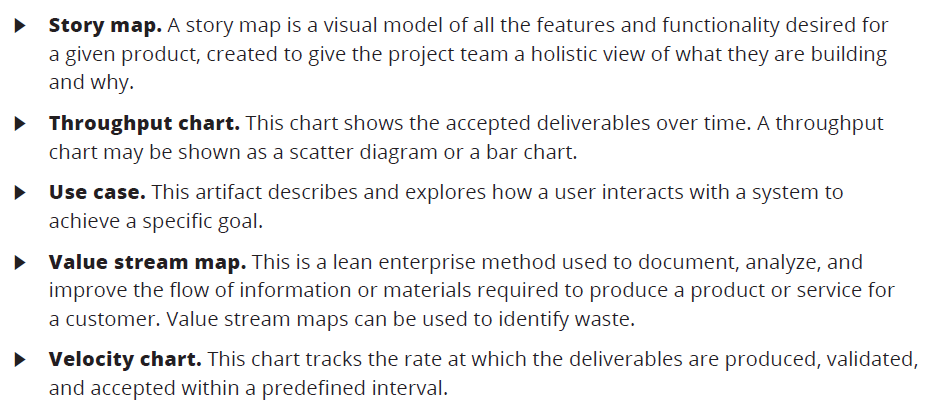 ▶ Story map. A story map is a visual model of all the features and functionality desired for
a given product, created to give the project team a holistic view of what they are building
and why.
▶ Throughput chart. This chart shows the accepted deliverables over time. A throughput
chart may be shown as a scatter diagram or a bar chart.
▶ Use case. This artifact describes and explores how a user interacts with a system to
achieve a specific goal.
▶ Value stream map. This is a lean enterprise method used to document, analyze, and
improve the flow of information or materials required to produce a product or service for
a customer. Value stream maps can be used to identify waste.
▶ Velocity chart. This chart tracks the rate at which the deliverables are produced, validated,
and accepted within a predefined interval.